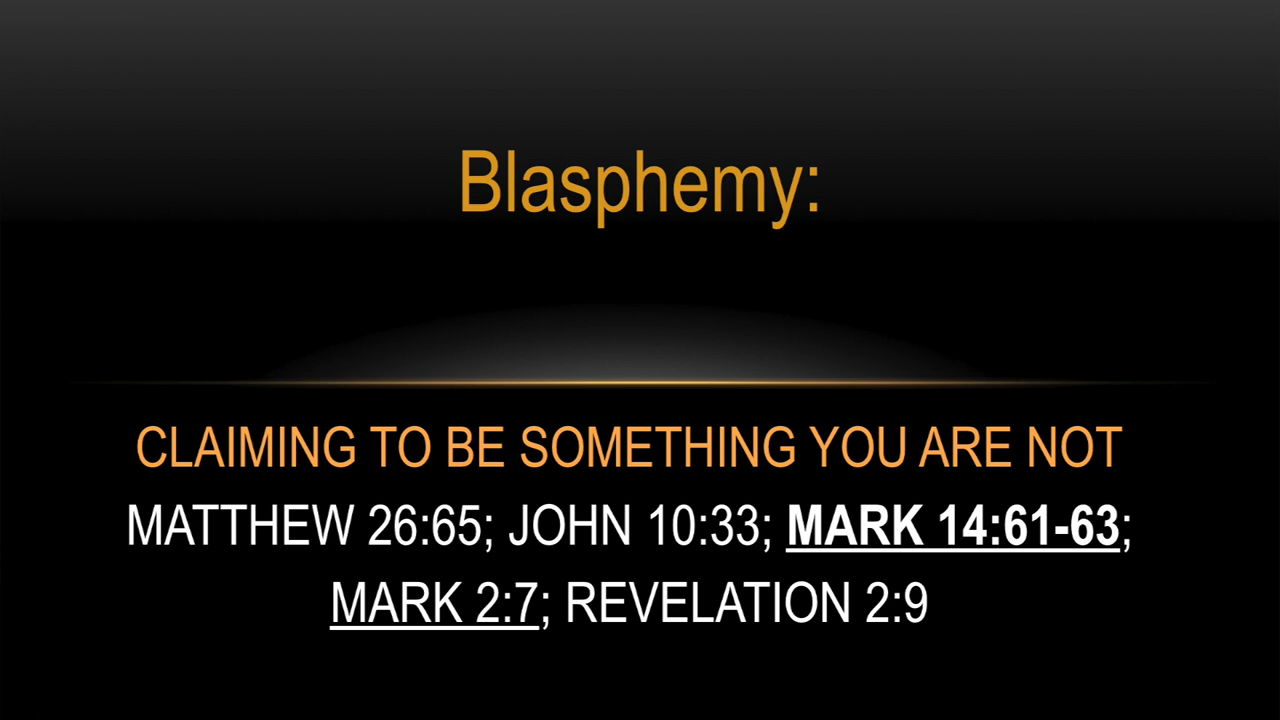 Blasphemy:
CLAIMING TO BE SOMETHING YOU ARE NOT
MATTHEW 26:65; JOHN 10:33; MARK 14:61-63;
MARK 2:7; REVELATION 2:9